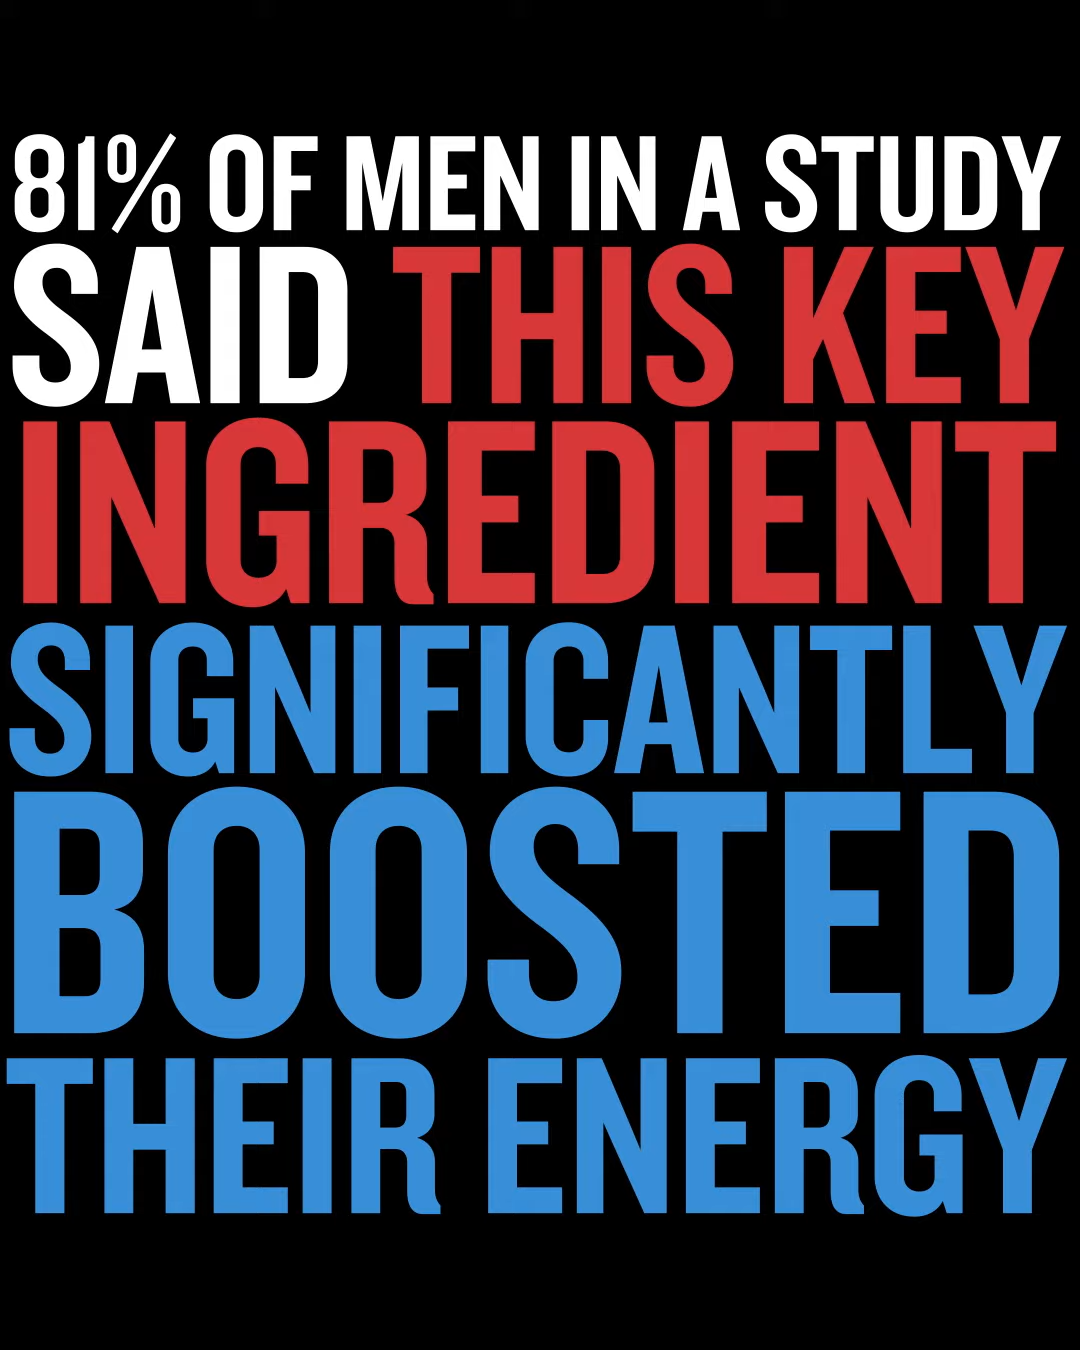 81% OF MEN IN A STUDY
SAID THIS KEY
INGREDIENT
SIGNIFICANTLY
BOOSTED
THEIR ENERGY